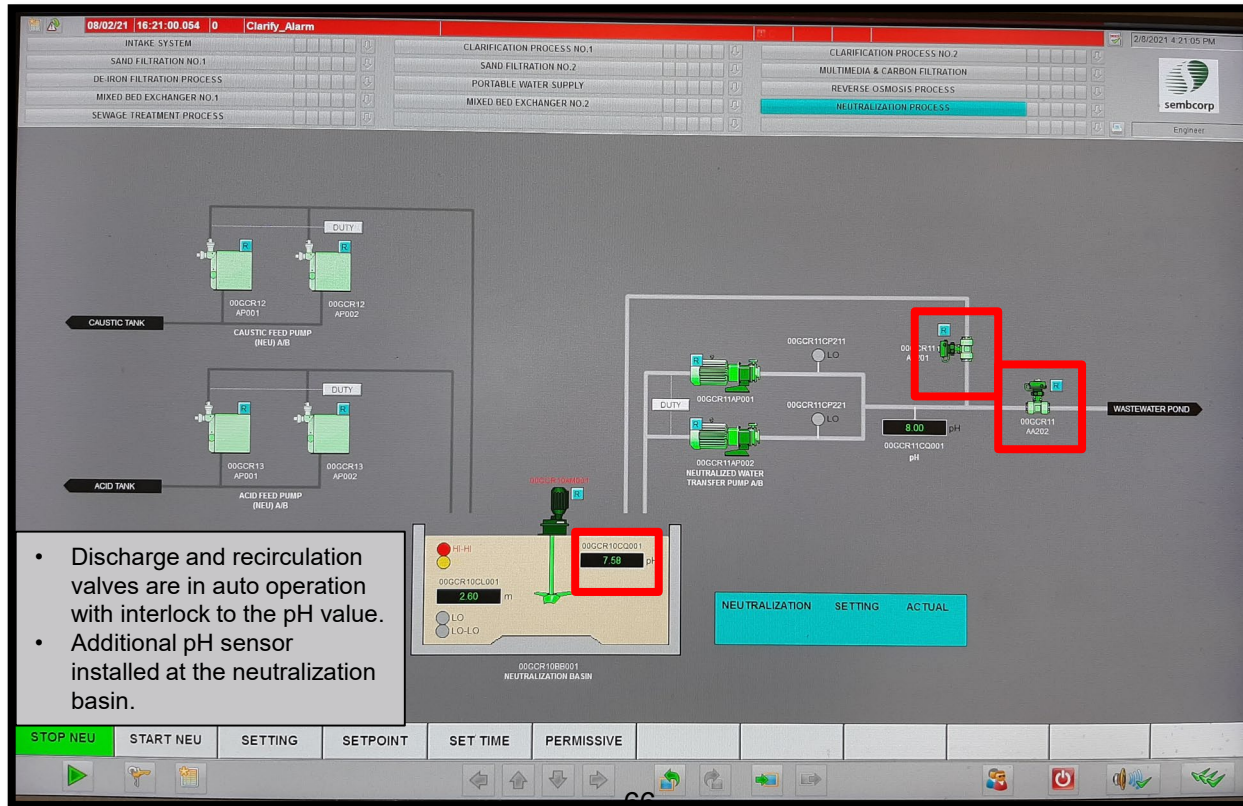 08/02/21 16:21:00.054 0 Clarify_Alarm
2/8/2021 4:21:05 PM
INTAKE SYSTEM
CLARIFICATION PROCESS NO.1
CLARIFICATION PROCESS NO.2
SAND FILTRATION NO.1
SAND FILTRATION NO.2
MULTIMEDIA & CARBON FILTRATION
DE-IRON FILTRATION PROCESS
PORTABLE WATER SUPPLY
REVERSE OSMOSIS PROCESS
MIXED BED EXCHANGER NO.1
MIXED BED EXCHANGER NO.2
NEUTRALIZATION PROCESS
SEWAGE TREATMENT PROCESS
sembcorp
Engineer
DUTY
R
R
00GCR12
AP001
00GCR12
AP002
CAUSTIC TANK
CAUSTIC FEED PUMP
(NEU) A/B
DUTY
R
R
00GCR13
AP001
00GCR13
AP002
ACID TANK
ACID FEED PUMP
(NEU) A/B
R
00GCR11AP001
DUTY
R
00GCR11AP002
NEUTRALIZED WATER
TRANSFER PUMP A/B
00GCR11CP211
LO
00GCR11CP221
LO
8.00 pH
00GCR11CQ001
pH
R
R
00GCR11
AA202
WASTEWATER POND
R
HI-HI
00GCR10CQ001
7.58 pH
00GCR10CL001
2.60 m
LO
LO-LO
00GCR10BB001
NEUTRALIZATION BASIN
NEUTRALIZATION SETTING ACTUAL
• Discharge and recirculation
valves are in auto operation
with interlock to the pH value.
• Additional pH sensor
installed at the neutralization
basin.
STOP NEU START NEU SETTING SETPOINT SET TIME PERMISSIVE
66